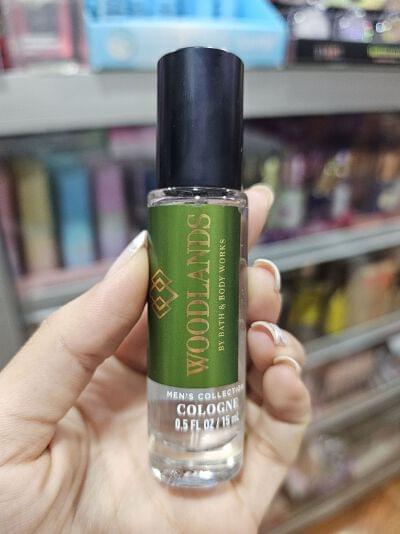 WOODLANDS
BY BATH & BODY WORKS
MEN'S COLLECTION
COLOGNE
0.5 FL OZ / 15 mL